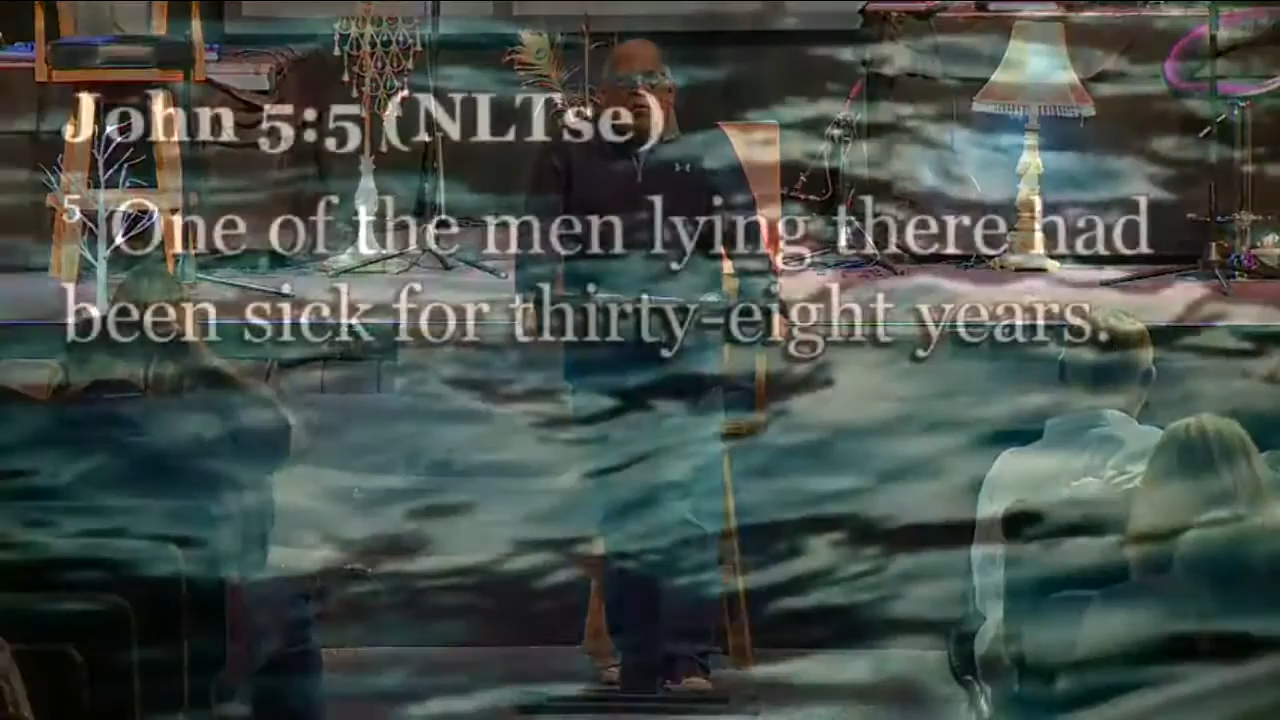 John 5:5 (NLTse)
5 One of the men lying there had
been sick for thirty-eight years.